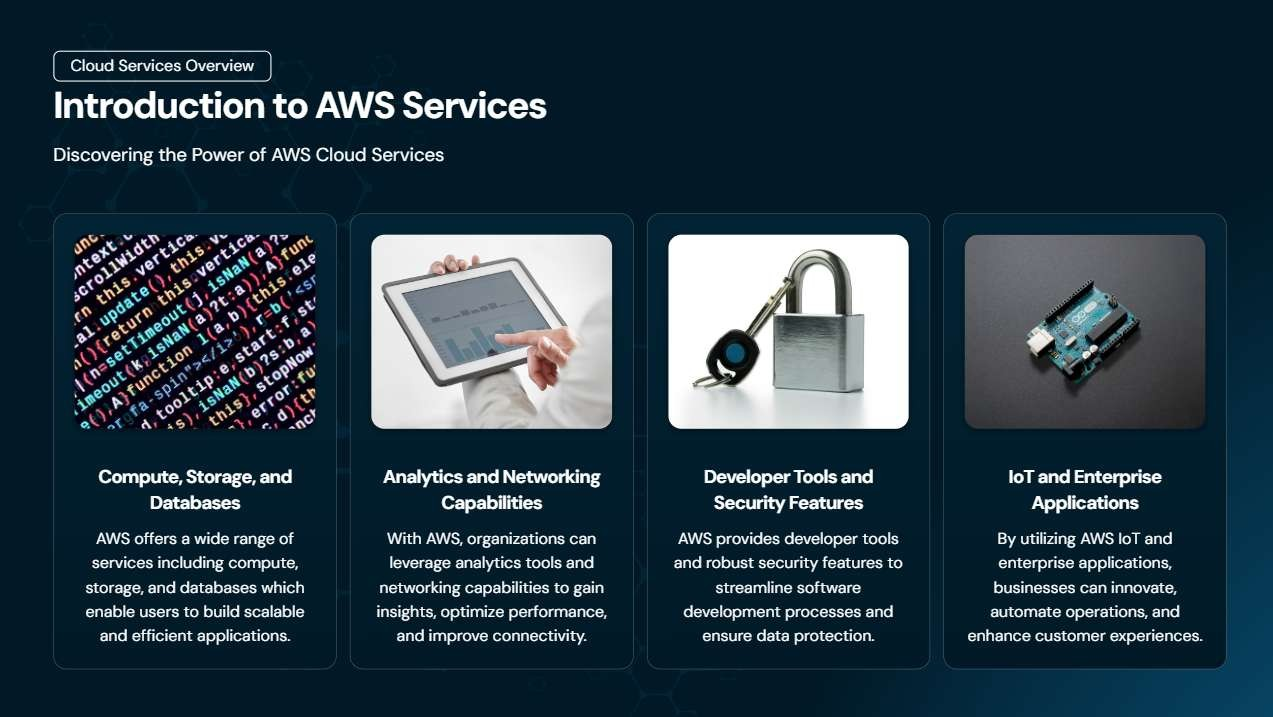 Cloud Services Overview
Introduction to AWS Services
Discovering the Power of AWS Cloud Services
Compute, Storage, and
Databases
AWS offers a wide range of
services including compute,
storage, and databases which
enable users to build scalable
and efficient applications.
Analytics and Networking
Capabilities
With AWS, organizations can
leverage analytics tools and
networking capabilities to gain
insights, optimize performance,
and improve connectivity.
Developer Tools and
Security Features
AWS provides developer tools
and robust security features to
streamline software
development processes and
ensure data protection.
IoT and Enterprise
Applications
By utilizing AWS IoT and
enterprise applications,
businesses can innovate,
automate operations, and
enhance customer experiences.